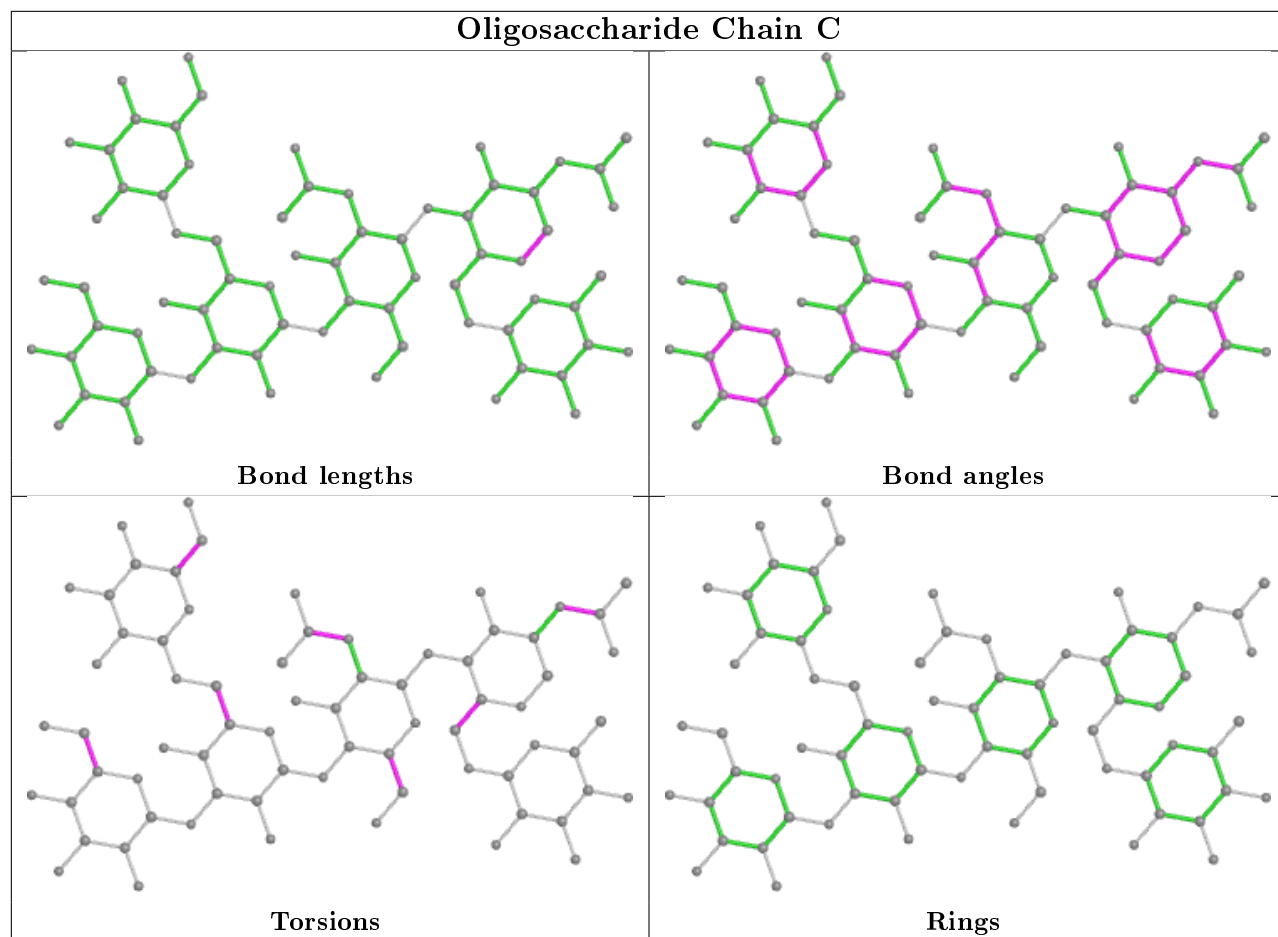 Oligosaccharide Chain C
Bond lengths
Bond angles
Torsions
Rings